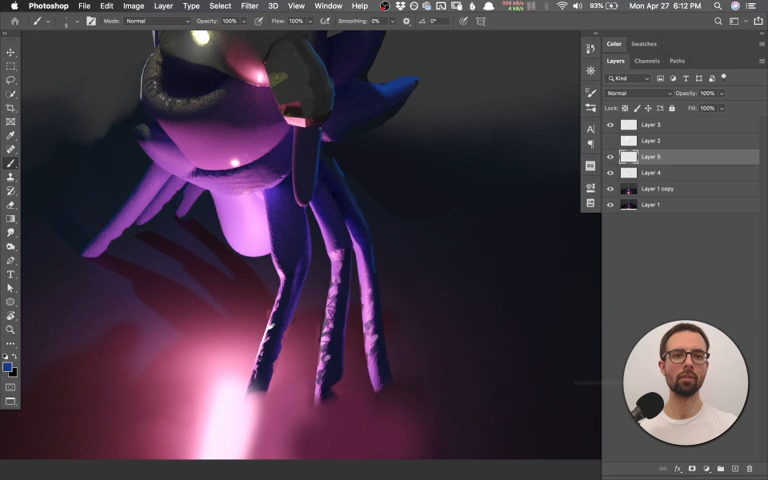 Photoshop File Edit Image Layer Type Select Filter 3D View Window Help 93% Mon Apr 27 6:12 PM
Mode: Normal Opacity: 100% Flow: 100% Smoothing: 0% 0°
Color Swatches
Layers Channels Paths
Kind
Normal Opacity: 100%
Lock: Fill: 100%
Layer 3
Layer 2
Layer 5
Layer 4
Layer 1 copy
Layer 1